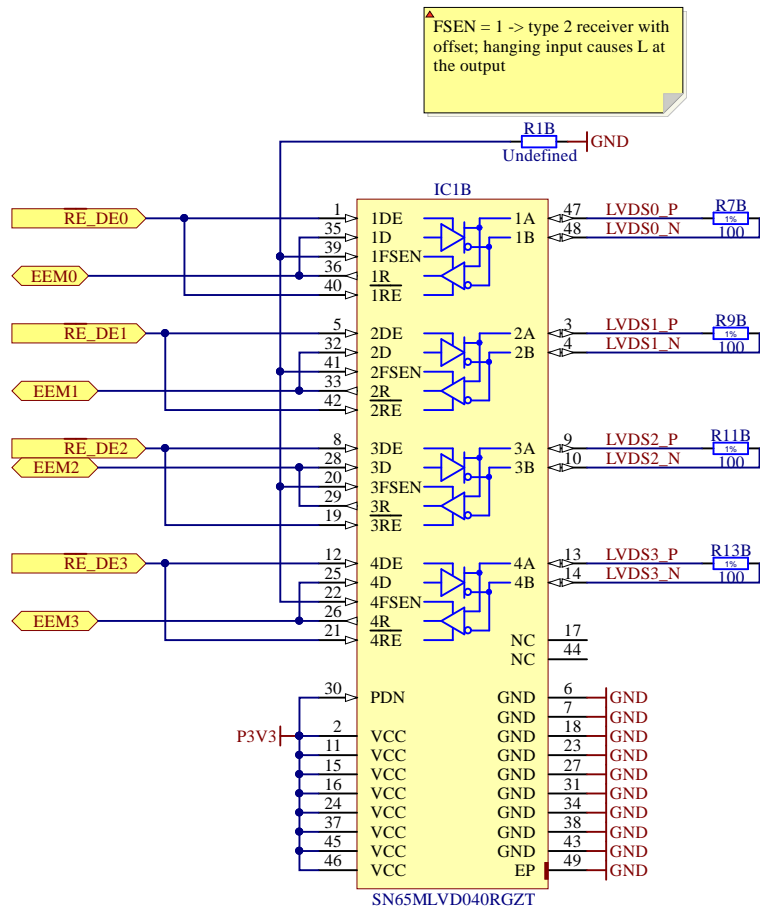 FSEN = 1 -> type 2 receiver with
offset; hanging input causes L at
the output
R1B
GND
Undefined
IC1B
RE_DE0 1 1DE 1A 47 LVDS0_P R7B
1%
35 1D 1B 48 LVDS0_N 100
39 1FSEN
EEM0 36 1R
40 1RE
RE_DE1 5 2DE 2A 3 LVDS1_P R9B
1%
32 2D 2B 4 LVDS1_N 100
41 2FSEN
EEM1 33 2R
42 2RE
RE_DE2 8 3DE 3A 9 LVDS2_P R11B
1%
EEM2 28 3D 3B 10 LVDS2_N 100
20 3FSEN
29 3R
19 3RE
RE_DE3 12 4DE 4A 13 LVDS3_P R13B
1%
25 4D 4B 14 LVDS3_N 100
22 4FSEN
EEM3 26 4R
21 4RE
NC 17
NC 44
30 PDN GND 6 GND
GND 7 GND
P3V3 2 VCC GND 18 GND
11 VCC GND 23 GND
15 VCC GND 27 GND
16 VCC GND 31 GND
24 VCC GND 34 GND
37 VCC GND 38 GND
45 VCC GND 43 GND
46 VCC EP 49 GND
SN65MLVD040RGZT